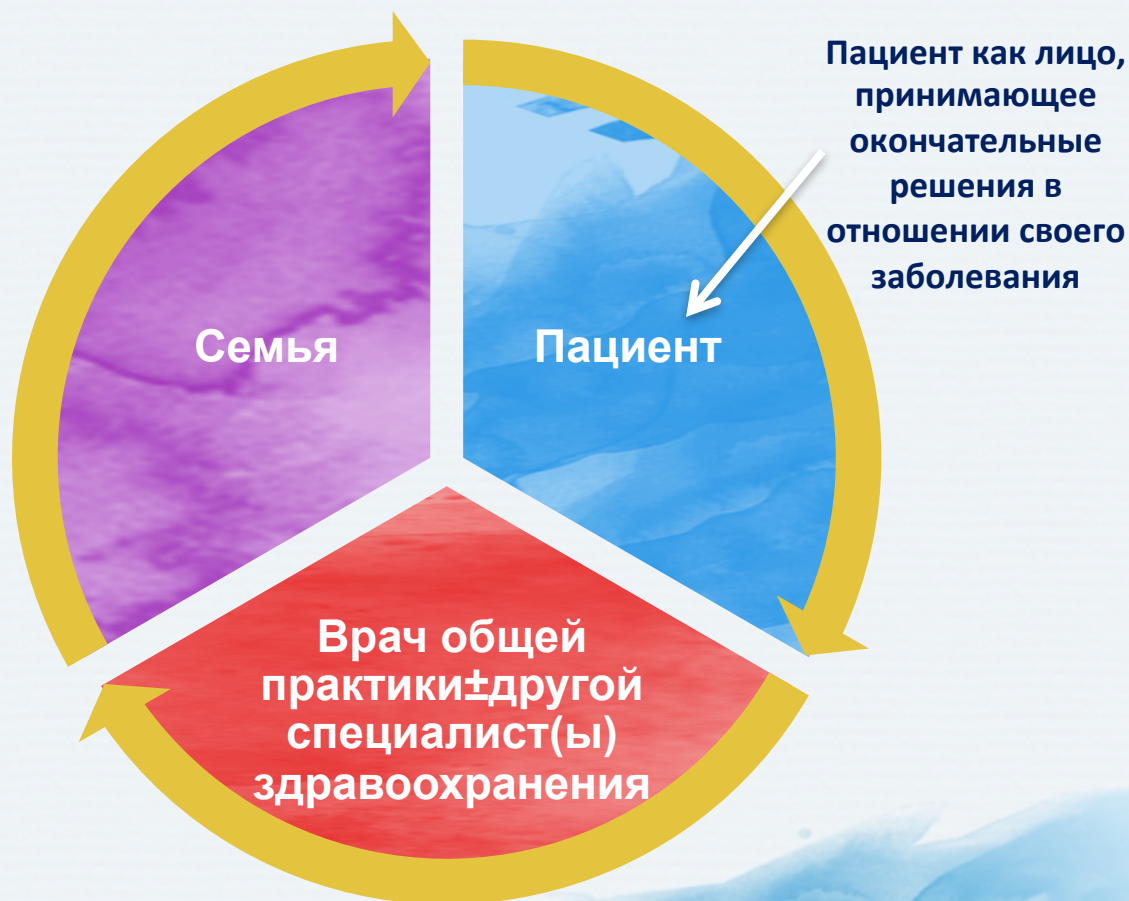 Пациент как лицо,
принимающее
окончательные
решения в
отношении своего
заболевания
Семья
Пациент
Врач общей
практики±другой
специалист(ы)
здравоохранения